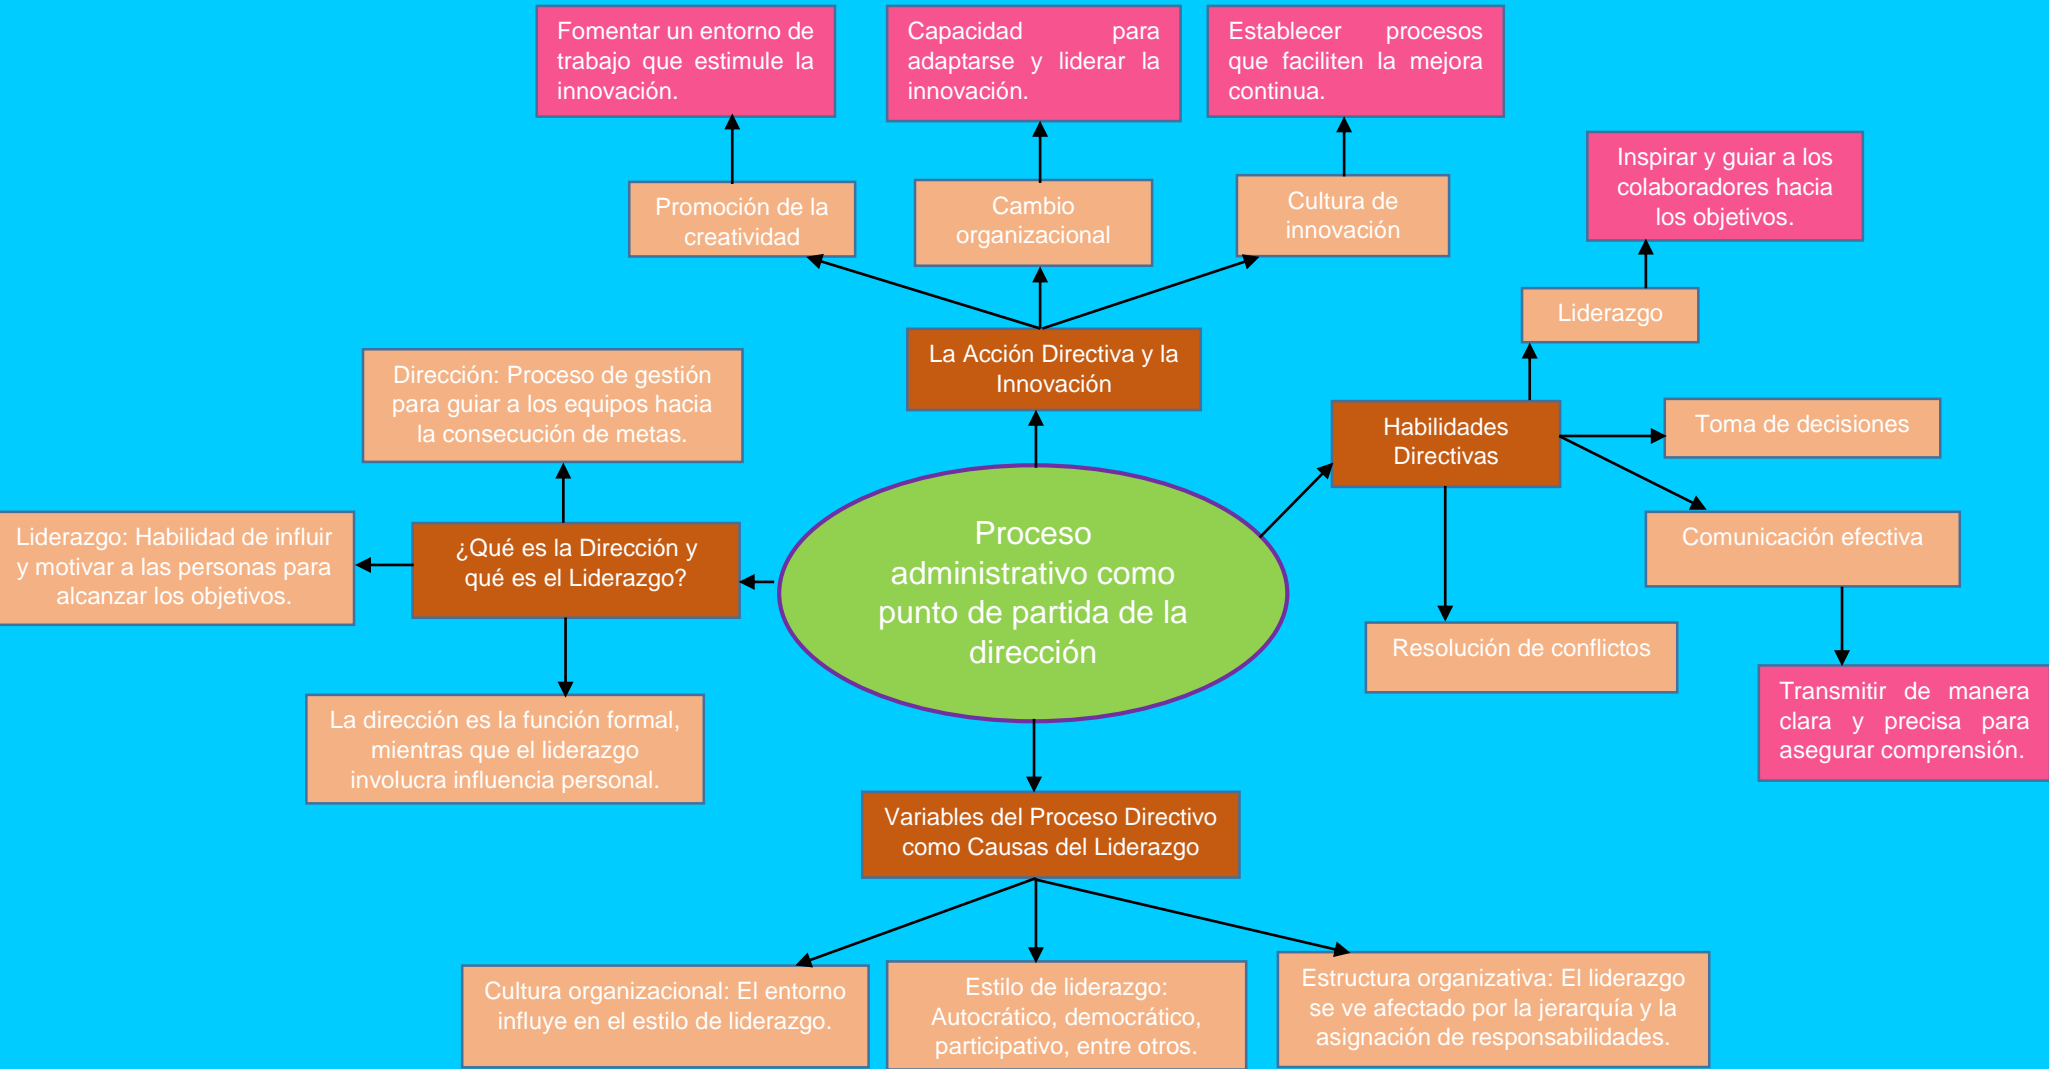 Fomentar un entorno de
trabajo que estimule la
innovación.
Capacidad para
adaptarse y liderar la
innovación.
Establecer procesos
que faciliten la mejora
continua.
Inspirar y guiar a los
colaboradores hacia
los objetivos.
Promoción de la
creatividad
Cambio
organizacional
Cultura de
innovación
Liderazgo
La Acción Directiva y la
Innovación
Dirección: Proceso de gestión
para guiar a los equipos hacia
la consecución de metas.
Habilidades
Directivas
Toma de decisiones
Liderazgo: Habilidad de influir
y motivar a las personas para
alcanzar los objetivos.
¿Qué es la Dirección y
qué es el Liderazgo?
Proceso
administrativo como
punto de partida de la
dirección
Comunicación efectiva
Resolución de conflictos
La dirección es la función formal,
mientras que el liderazgo
involucra influencia personal.
Transmitir de manera
clara y precisa para
asegurar comprensión.
Variables del Proceso Directivo
como Causas del Liderazgo
Cultura organizacional: El entorno
influye en el estilo de liderazgo.
Estilo de liderazgo:
Autocrático, democrático,
participativo, entre otros.
Estructura organizativa: El liderazgo
se ve afectado por la jerarquía y la
asignación de responsabilidades.